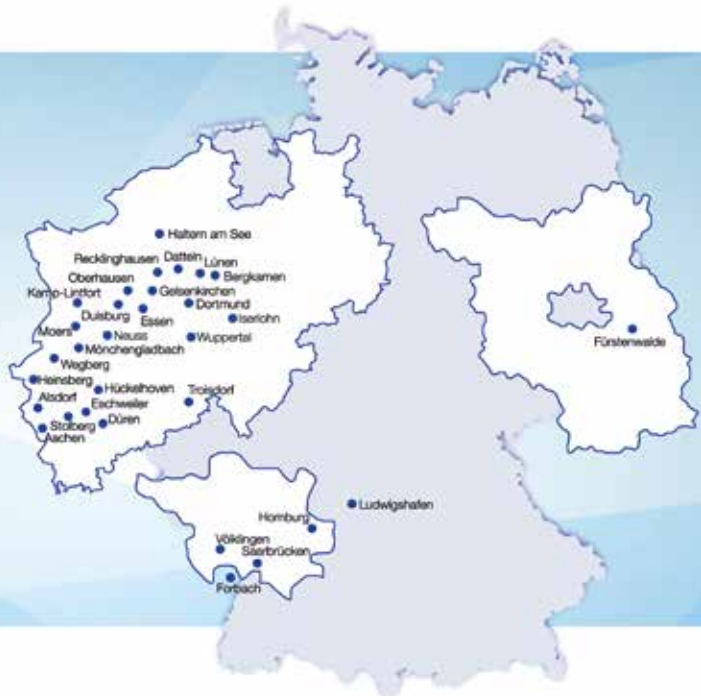 Haltern am See
Recklinghausen
Datteln
Lünen
Bergkamen
Oberhausen
Gelsenkirchen
Kamp-Lintfort
Duisburg
Essen
Dortmund
Iserlohn
Moers
Neuss
Wuppertal
Mönchengladbach
Wegberg
Heinsberg
Hückelhoven
Troisdorf
Alsdorf
Eschweiler
Stolberg
Düren
Aachen
Fürstenwalde
Ludwigshafen
Homburg
Völklingen
Saarbrücken
Forbach